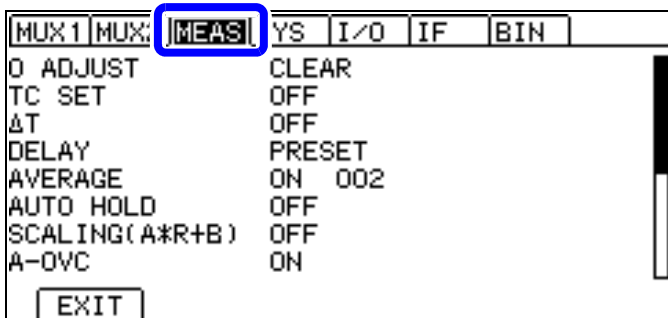 MUX1 MUX: MEAS YS I/O IF BIN
0 ADJUST CLEAR
TC SET OFF
ΔT OFF
DELAY PRESET
AVERAGE ON 002
AUTO HOLD OFF
SCALING(A*R+B) OFF
A-OVC ON
EXIT